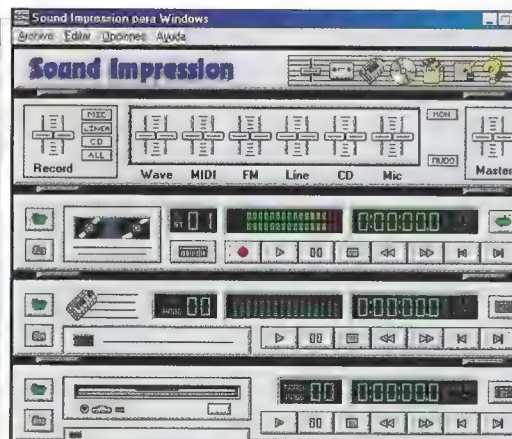 Sound Impression para Windows
Archivo Editar Opciones Ayuda
Sound Impression
MIC
LINEA
CD
ALL
MON
MUDO
Record Wave MIDI FM Line CD Mic Master
ST 01 0:00:00.0
00 0:00:00.0
00 0:00:00.0